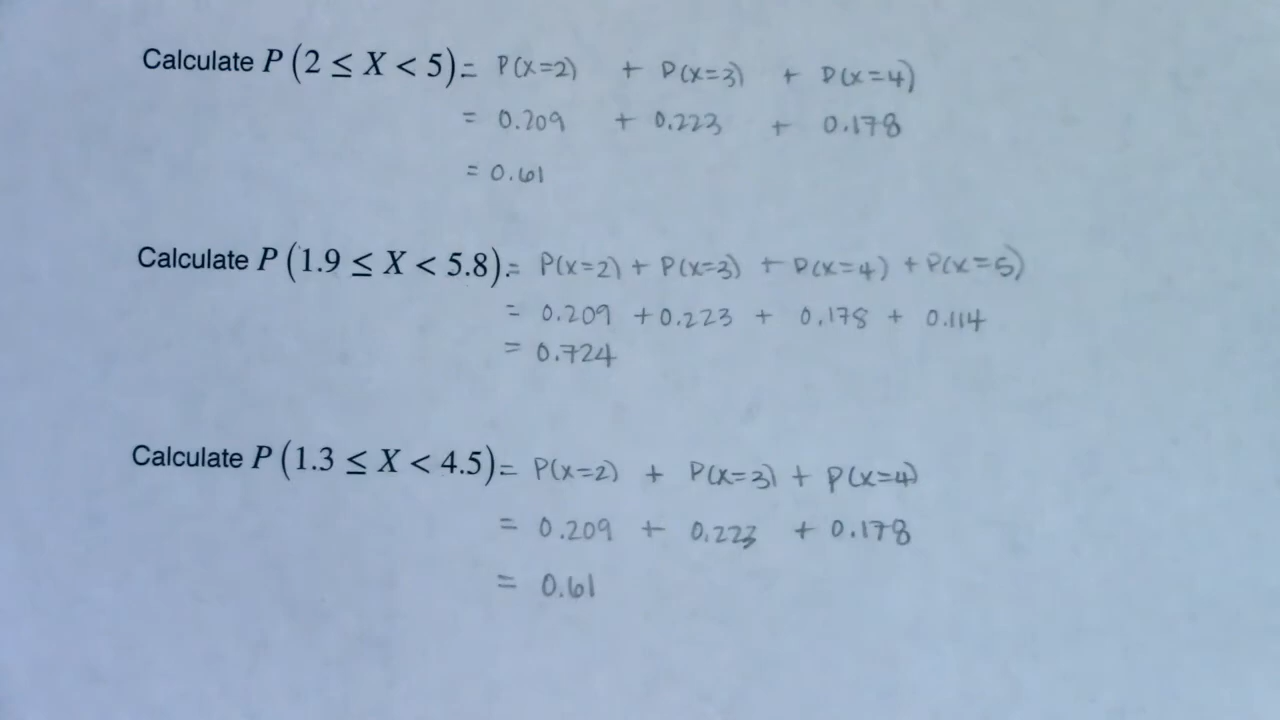 Calculate P (2 ≤ X < 5) = P(x=2) + P(x=3) + P(x=4)
= 0.209 + 0.223 + 0.178
= 0.61
Calculate P (1.9 ≤ X < 5.8). = P(x=2) + P(x=3) + P(x=4) + P(x=5)
= 0.209 + 0.223 + 0.178 + 0.114
= 0.724
Calculate P (1.3 ≤ X < 4.5) = P(x=2) + P(x=3) + P(x=4)
= 0.209 + 0.223 + 0.178
= 0.61